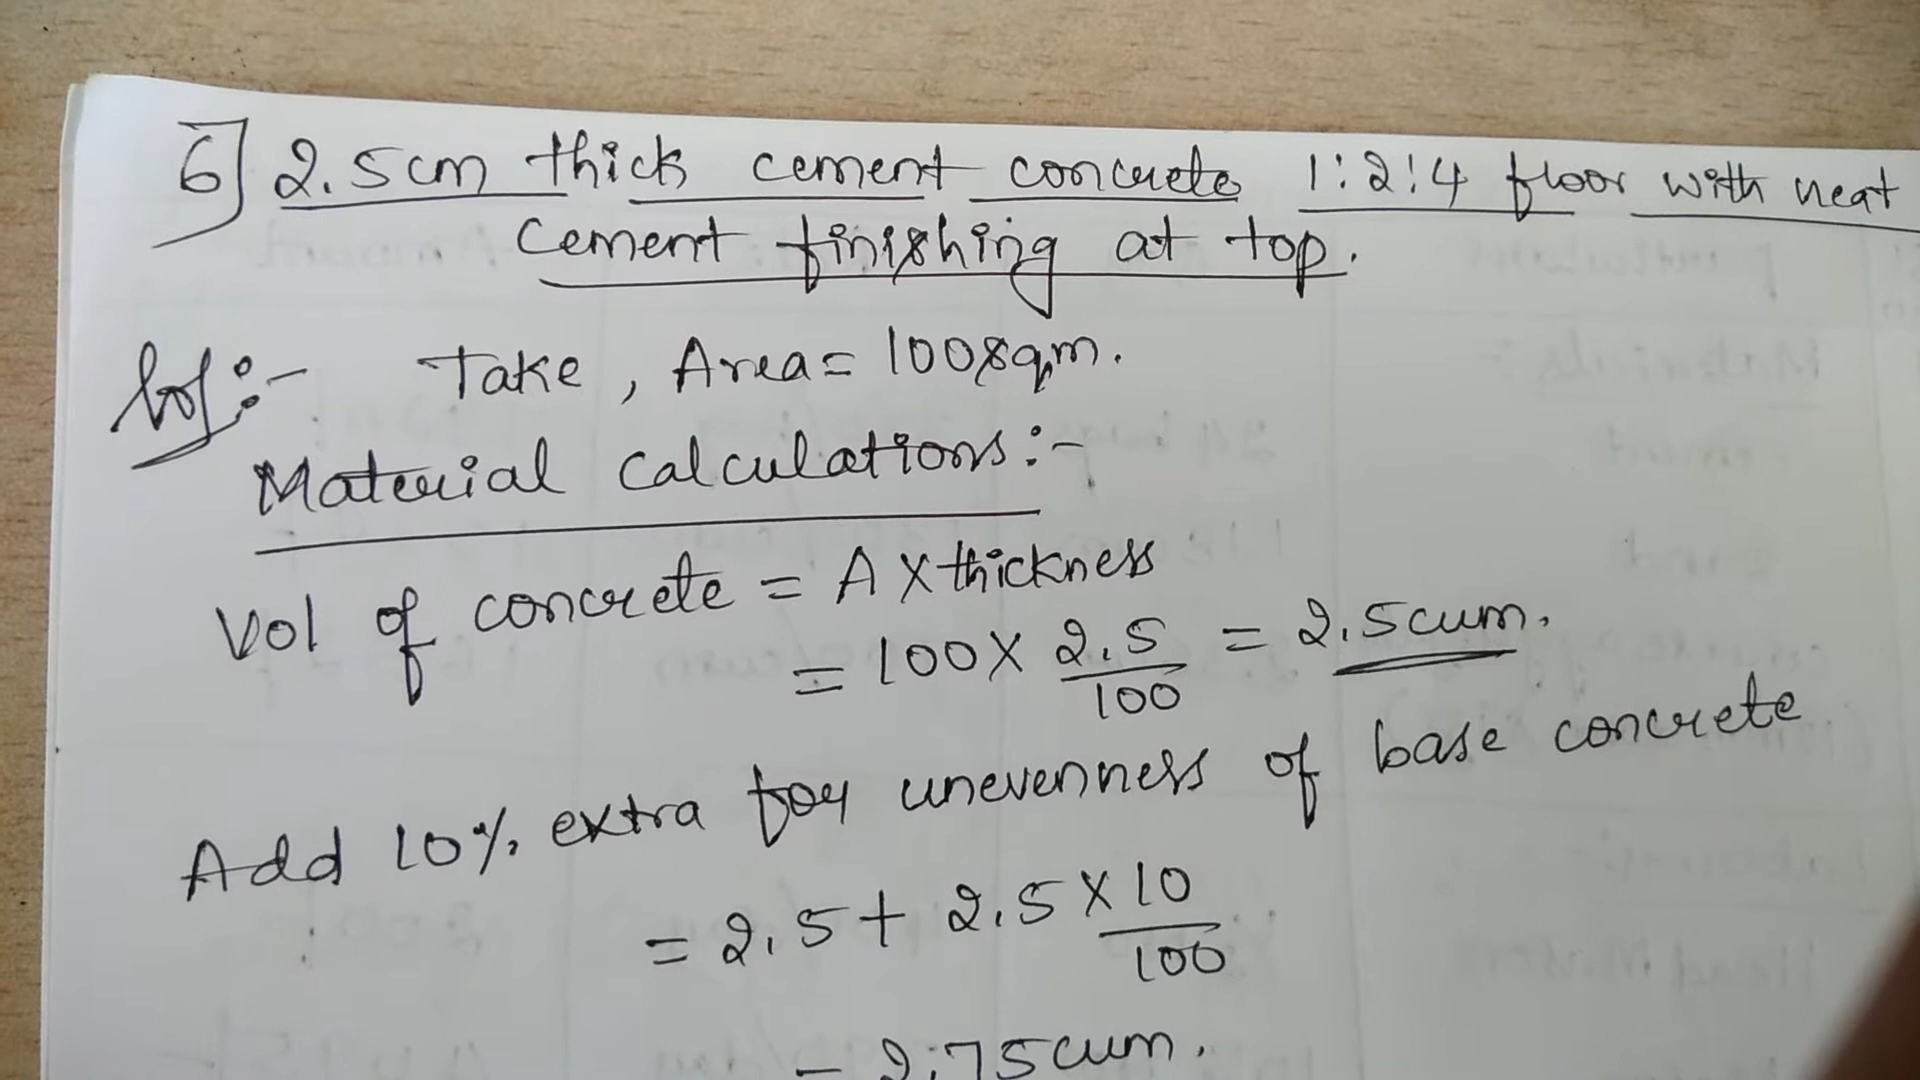 6] 2.5cm thick cement concrete 1:2:4 floor with neat
cement finishing at top.
Sol:- Take, Area = 100sqm.
Material Calculations:-
Vol of concrete = A X thickness
= 100 X 2.5/100 = 2.5cum.
Add 10% extra for unevenness of base concrete
= 2.5 + 2.5 X 10/100
= 2.75cum.